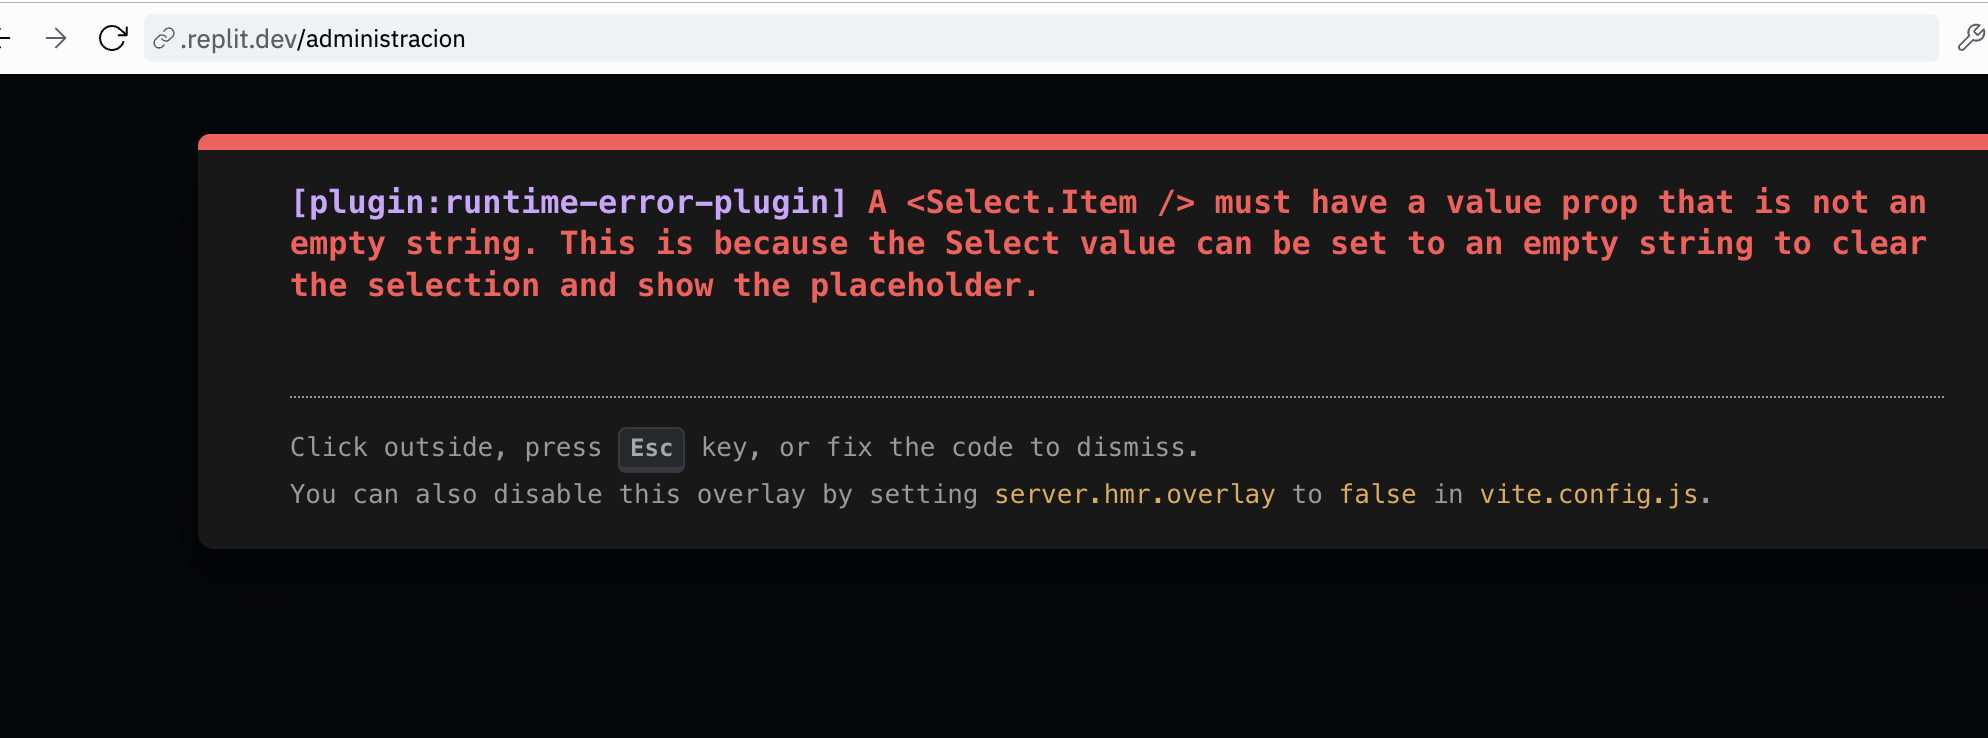 .replit.dev/administracion
[plugin:runtime-error-plugin] A <Select.Item /> must have a value prop that is not an
empty string. This is because the Select value can be set to an empty string to clear
the selection and show the placeholder.
Click outside, press Esc key, or fix the code to dismiss.
You can also disable this overlay by setting server.hmr.overlay to false in vite.config.js.